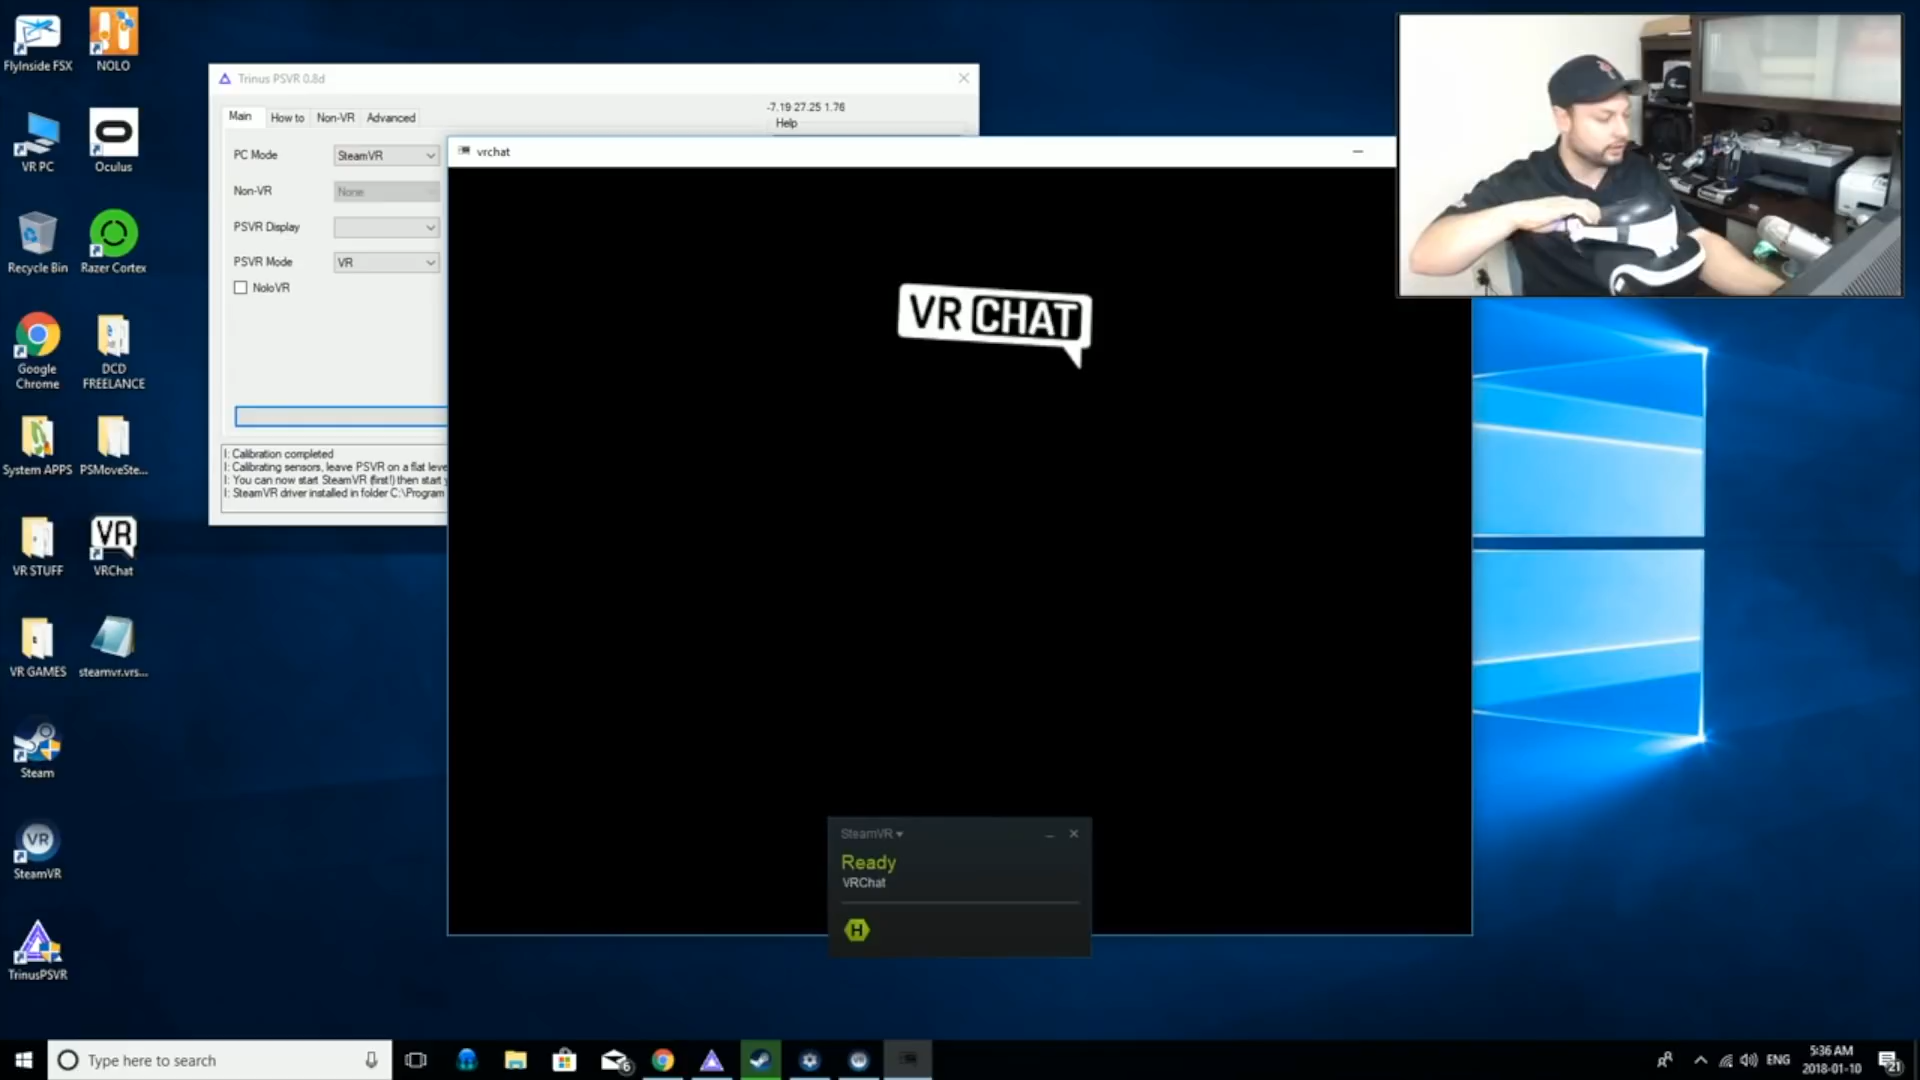 FlyInside FSX
NOLO
VR PC
Oculus
Recycle Bin
Razer Cortex
Google
Chrome
DCD
FREELANCE
System APPS
PSMoveSte...
VR STUFF
VR
VRChat
VR GAMES
steamvr.vrs...
Steam
VR
SteamVR
TrinusPSVR
Trinus PSVR 0.8d
Main
How to
Non-VR
Advanced
-7.19 27.25 1.76
Help
PC Mode
SteamVR
Non-VR
None
PSVR Display
PSVR Mode
VR
NoloVR
I: Calibration completed
I: Calibrating sensors, leave PSVR on a flat leve
I: You can now start SteamVR (first!) then start
I: SteamVR driver installed in folder C:\Program
vrchat
VR CHAT
SteamVR
Ready
VRChat
H
Type here to search
6
VR
ENG
5:36 AM
2018-01-10
21